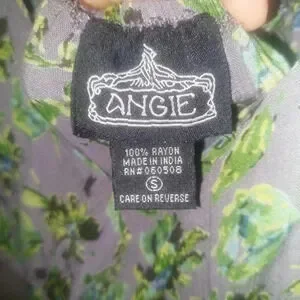 ANGIE
100% RAYON
MADE IN INDIA
RN#060508
S
CARE ON REVERSE